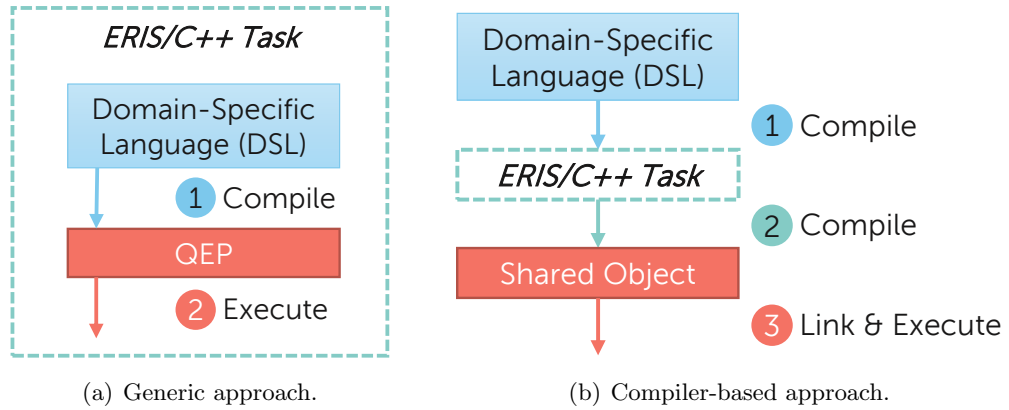 ERIS/C++ Task
Domain-Specific
Language (DSL)
1 Compile
QEP
2 Execute
(a) Generic approach.
Domain-Specific
Language (DSL)
1 Compile
ERIS/C++ Task
2 Compile
Shared Object
3 Link & Execute
(b) Compiler-based approach.